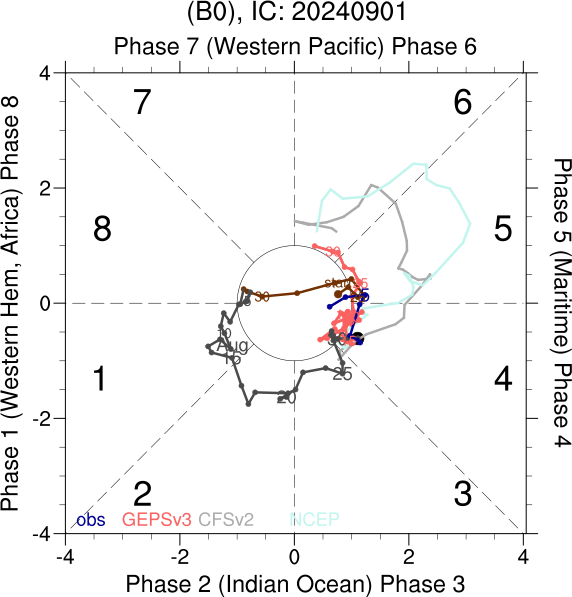 (B0), IC: 20240901
Phase 7 (Western Pacific) Phase 6
Phase 1 (Western Hem, Africa) Phase 8
Phase 5 (Maritime) Phase 4
4
2
0
-2
-4
7
6
8
5
1
4
2
3
Aug
15
20
25
30
obs GEPSv3 CFSv2 NCEP
-4 -2 0 2 4
Phase 2 (Indian Ocean) Phase 3